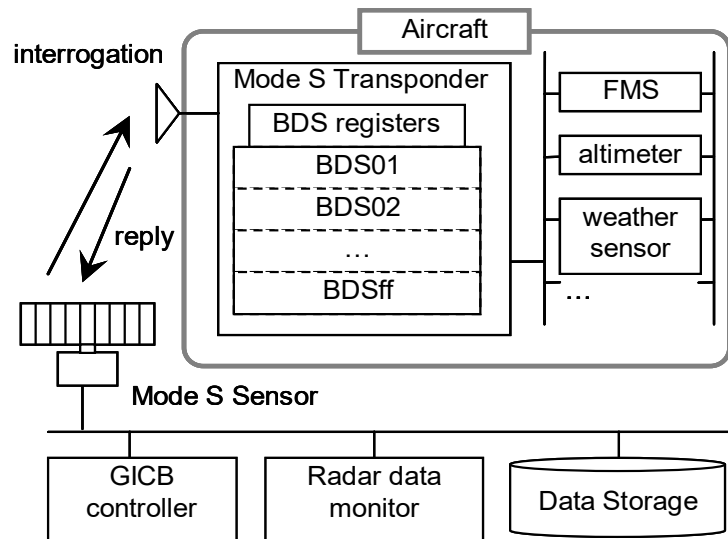 Aircraft
interrogation
Mode S Transponder
BDS registers
BDS01
BDS02
...
BDSff
FMS
altimeter
weather
sensor
...
reply
Mode S Sensor
GICB
controller
Radar data
monitor
Data Storage